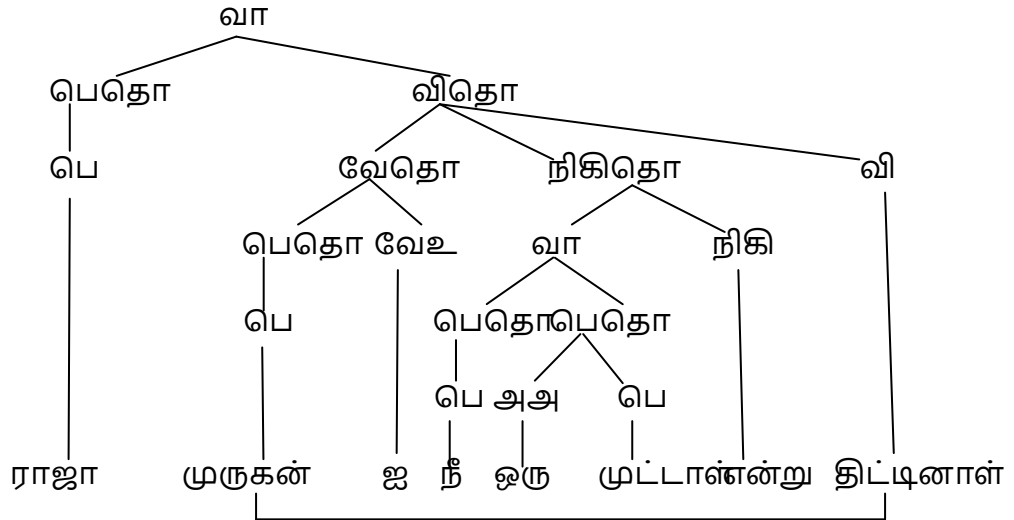 வா
பெதொ விதொ
பெ வேதொ நிகிதொ வி
பெதொ வேஉ வா நிகி
பெ பெதொ பெதொ
பெ அஅ பெ
ராஜா முருகன் ஐ நீ ஒரு முட்டாள் என்று திட்டினாள்